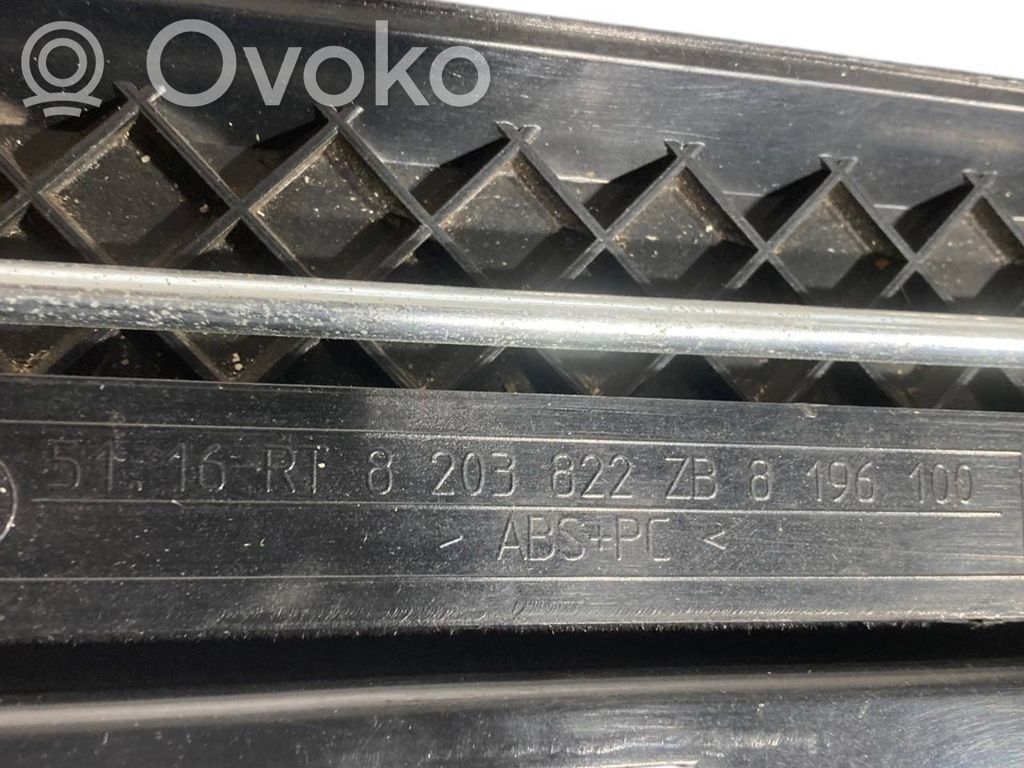 Ovoko
51.16-RT 8 203 822 ZB 8 196 100
> ABS+PC <